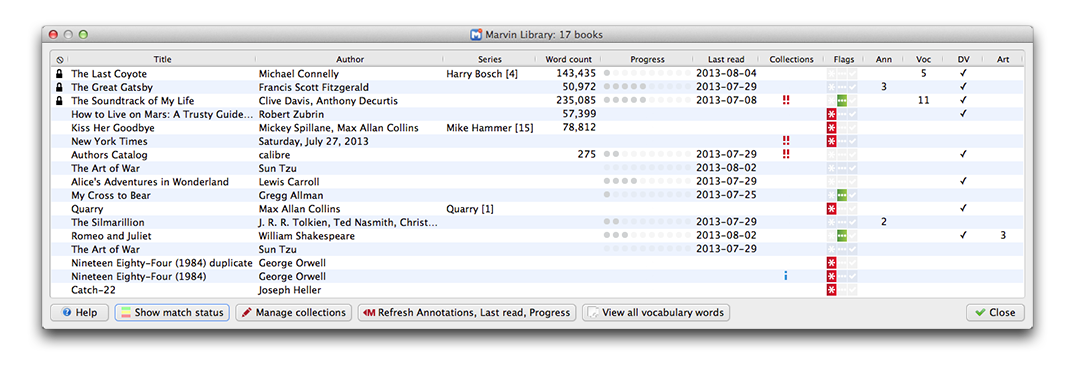 Marvin Library: 17 books
Title Author Series Word count Progress Last read Collections Flags Ann Voc DV Art
The Last Coyote Michael Connelly Harry Bosch [4] 143,435 2013-08-04 5 ✓
The Great Gatsby Francis Scott Fitzgerald 50,972 2013-07-29 3 ✓
The Soundtrack of My Life Clive Davis, Anthony Decurtis 235,085 2013-07-08 !! 11 ✓
How to Live on Mars: A Trusty Guide... Robert Zubrin 57,399 ✓
Kiss Her Goodbye Mickey Spillane, Max Allan Collins Mike Hammer [15] 78,812
New York Times Saturday, July 27, 2013 !!
Authors Catalog calibre 275 2013-07-29 !! ✓
The Art of War Sun Tzu 2013-08-02
Alice's Adventures in Wonderland Lewis Carroll 2013-07-29 ✓
My Cross to Bear Gregg Allman 2013-07-25
Quarry Max Allan Collins Quarry [1] ✓
The Silmarillion J. R. R. Tolkien, Ted Nasmith, Christ... 2013-07-29 2
Romeo and Juliet William Shakespeare 2013-08-02 ✓ 3
The Art of War Sun Tzu 2013-07-29
Nineteen Eighty-Four (1984) duplicate George Orwell
Nineteen Eighty-Four (1984) George Orwell i
Catch-22 Joseph Heller
Help Show match status Manage collections Refresh Annotations, Last read, Progress View all vocabulary words Close